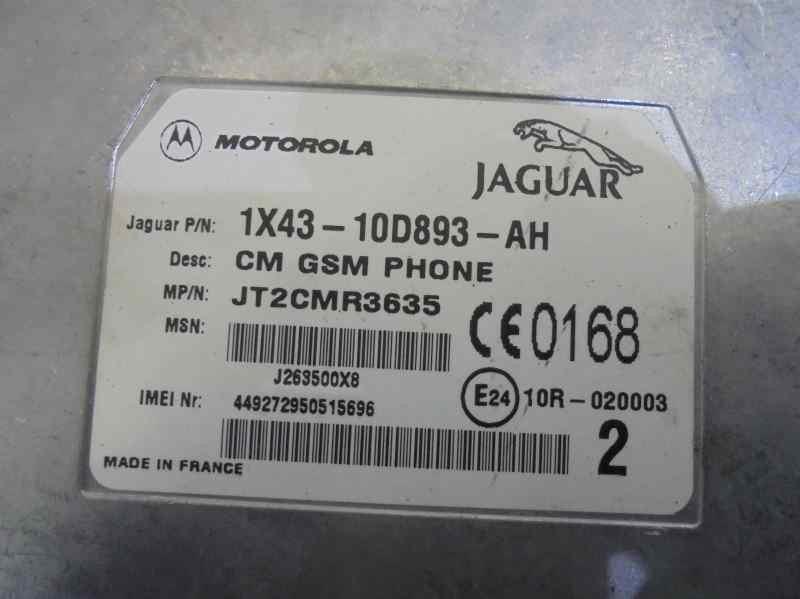 MOTOROLA
JAGUAR
Jaguar P/N: 1X43-10D893-AH
Desc: CM GSM PHONE
MP/N: JT2CMR3635
MSN:
CE0168
J263500X8
IMEI Nr: 449272950515696
E24 10R-020003
2
MADE IN FRANCE